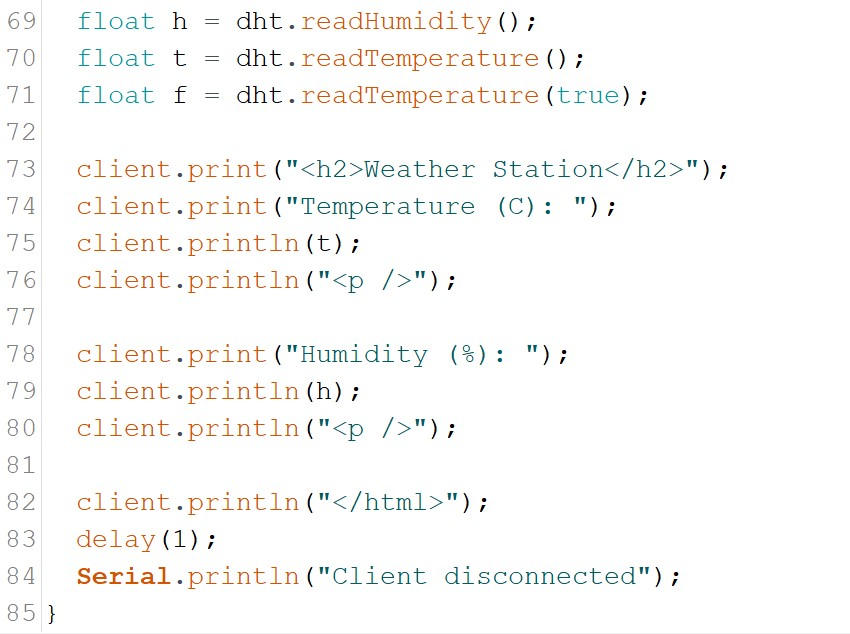 69 float h = dht.readHumidity();
70 float t = dht.readTemperature();
71 float f = dht.readTemperature(true);
72
73 client.print("<h2>Weather Station</h2>");
74 client.print("Temperature (C): ");
75 client.println(t);
76 client.println("<p />");
77
78 client.print("Humidity (%): ");
79 client.println(h);
80 client.println("<p />");
81
82 client.println("</html>");
83 delay(1);
84 Serial.println("Client disconnected");
85 }